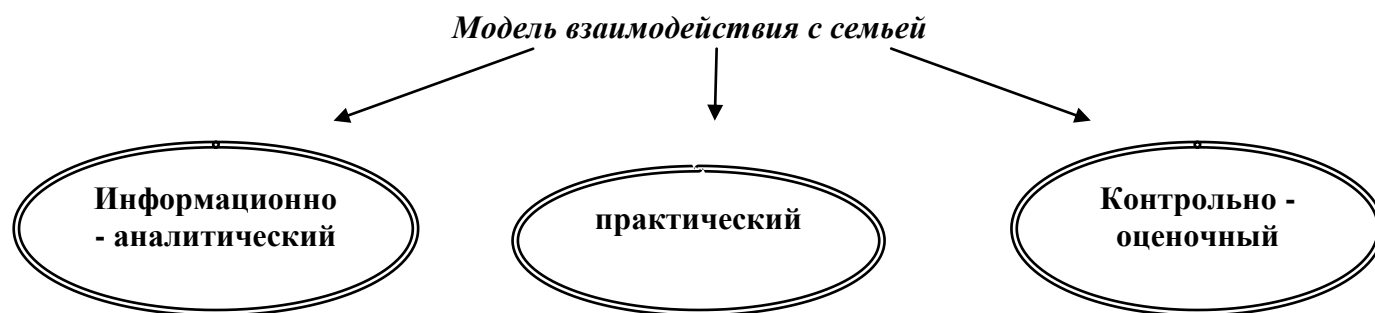 Модель взаимодействия с семьей
Информационно
- аналитический
практический
Контрольно -
оценочный